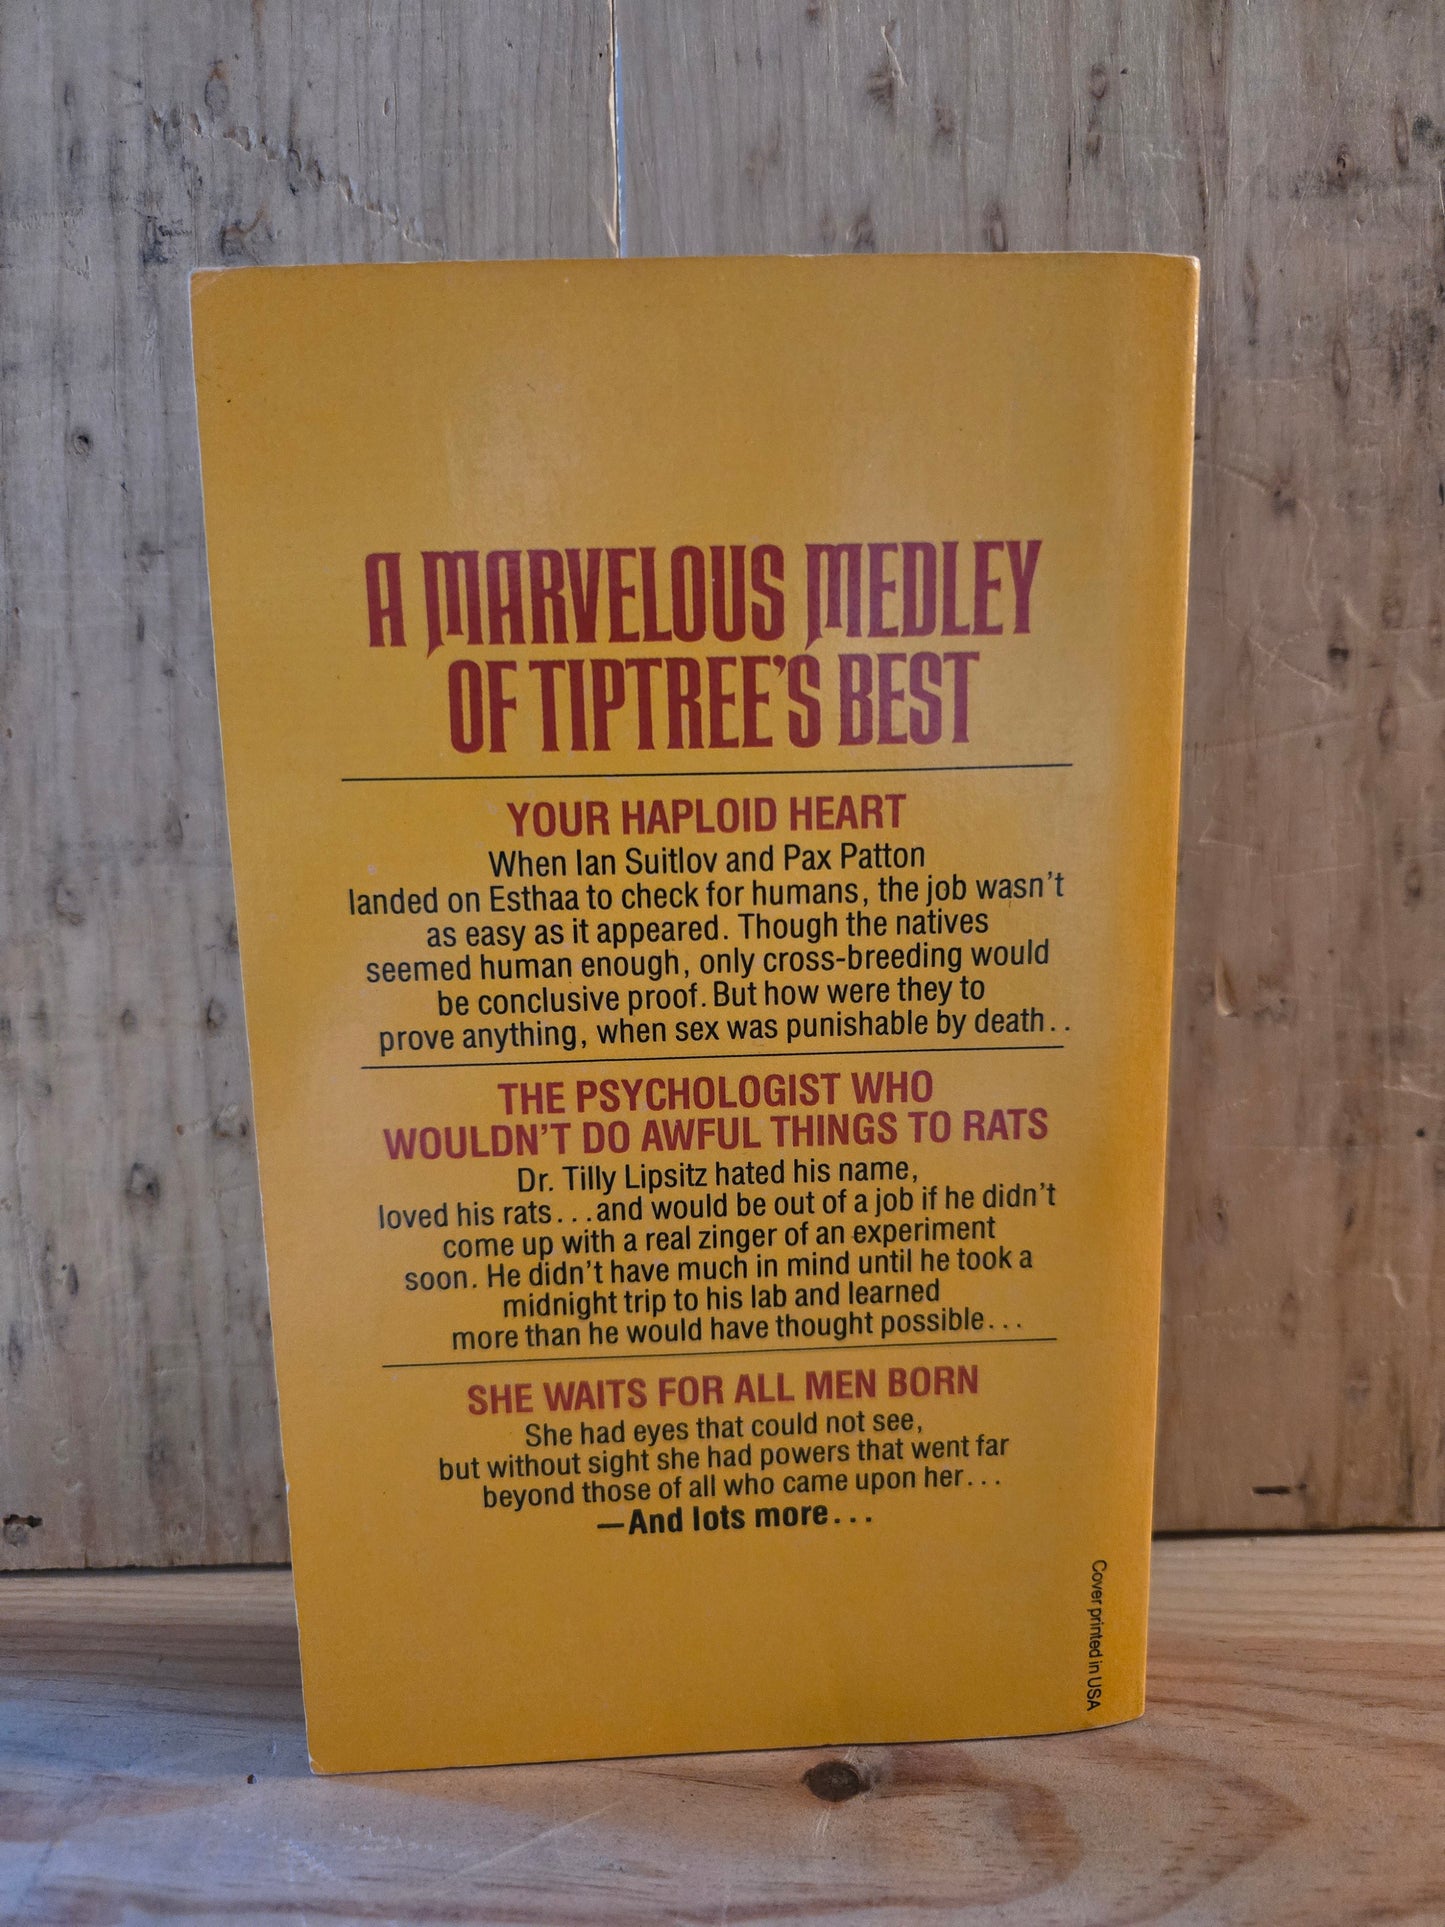 A MARVELOUS MEDLEY
OF TIPTREE'S BEST
YOUR HAPLOID HEART
When Ian Suitlov and Pax Patton
landed on Esthaa to check for humans, the job wasn't
as easy as it appeared. Though the natives
seemed human enough, only cross-breeding would
be conclusive proof. But how were they to
prove anything, when sex was punishable by death..
THE PSYCHOLOGIST WHO
WOULDN'T DO AWFUL THINGS TO RATS
Dr. Tilly Lipsitz hated his name,
loved his rats...and would be out of a job if he didn't
come up with a real zinger of an experiment
soon. He didn't have much in mind until he took a
midnight trip to his lab and learned
more than he would have thought possible...
SHE WAITS FOR ALL MEN BORN
She had eyes that could not see,
but without sight she had powers that went far
beyond those of all who came upon her...
—And lots more...
Cover printed in USA